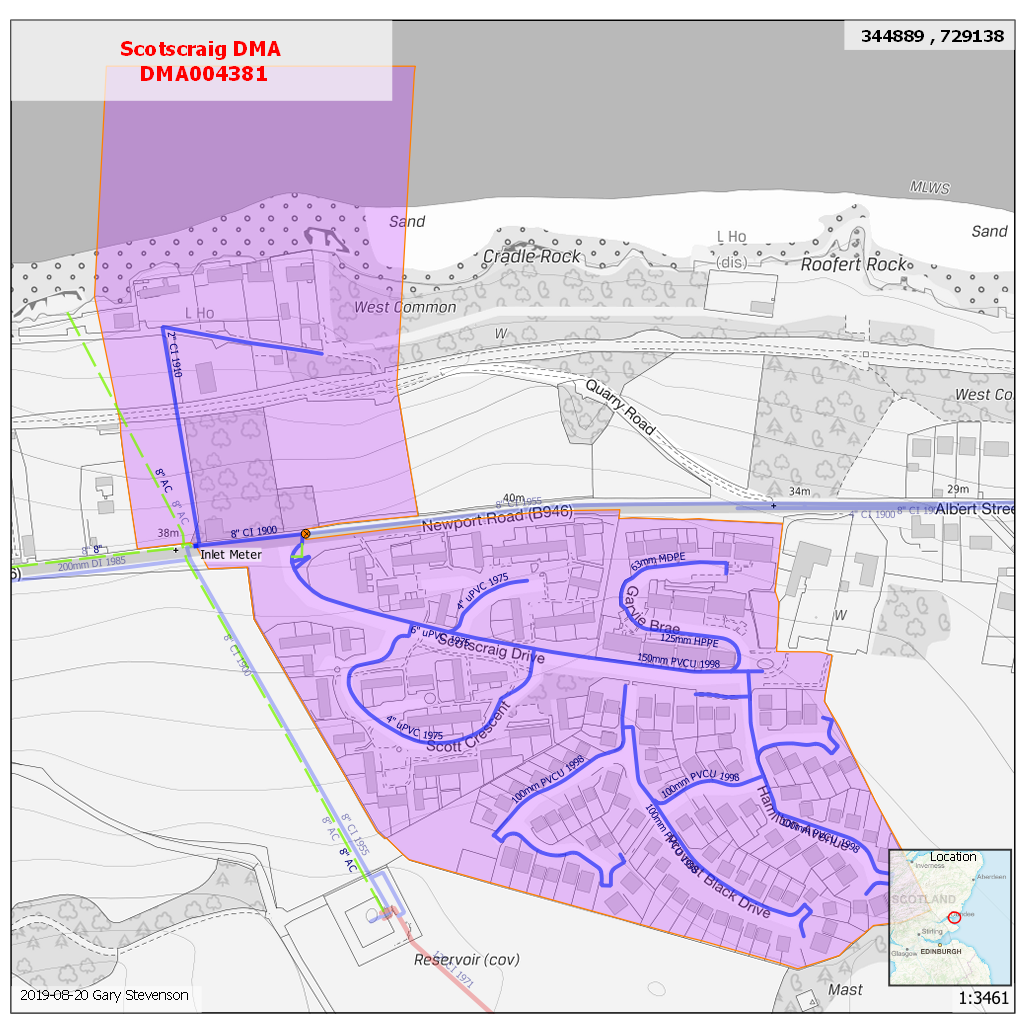 Scotscraig DMA
DMA004381
344889 , 729138
MLWS
Sand
Sand
L Ho
(dis)
Cradle Rock
Roofert Rock
West Common
L Ho
W
2" CI 1910
Quarry Road
West Co
8" AC
8" AC
38m
8" CI 1900
40m
8" CI 1955
34m
29m
Newport Road (B946)
4" CI 1900
Albert Stree
Inlet Meter
8"
200mm DI 1985
63mm MDPE
4" uPVC 1975
Garvie Brae
W
6" uPVC 1975
125mm HPPE
Scotscraig Drive
150mm PVCU 1998
8" CI 1900
4" uPVC 1975
Scott Crescent
100mm PVCU 1998
100mm PVCU 1998
Hamilton Avenue
100mm PVCU 1998
100mm PVCU 1998
8" AC
8" CI 1955
8" AC
Provost Black Drive
Location
Inverness
Aberdeen
SCOTLAND
Dundee
Stirling
Glasgow
EDINBURGH
Reservoir (cov)
CI 1971
2019-08-20 Gary Stevenson
Mast
1:3461